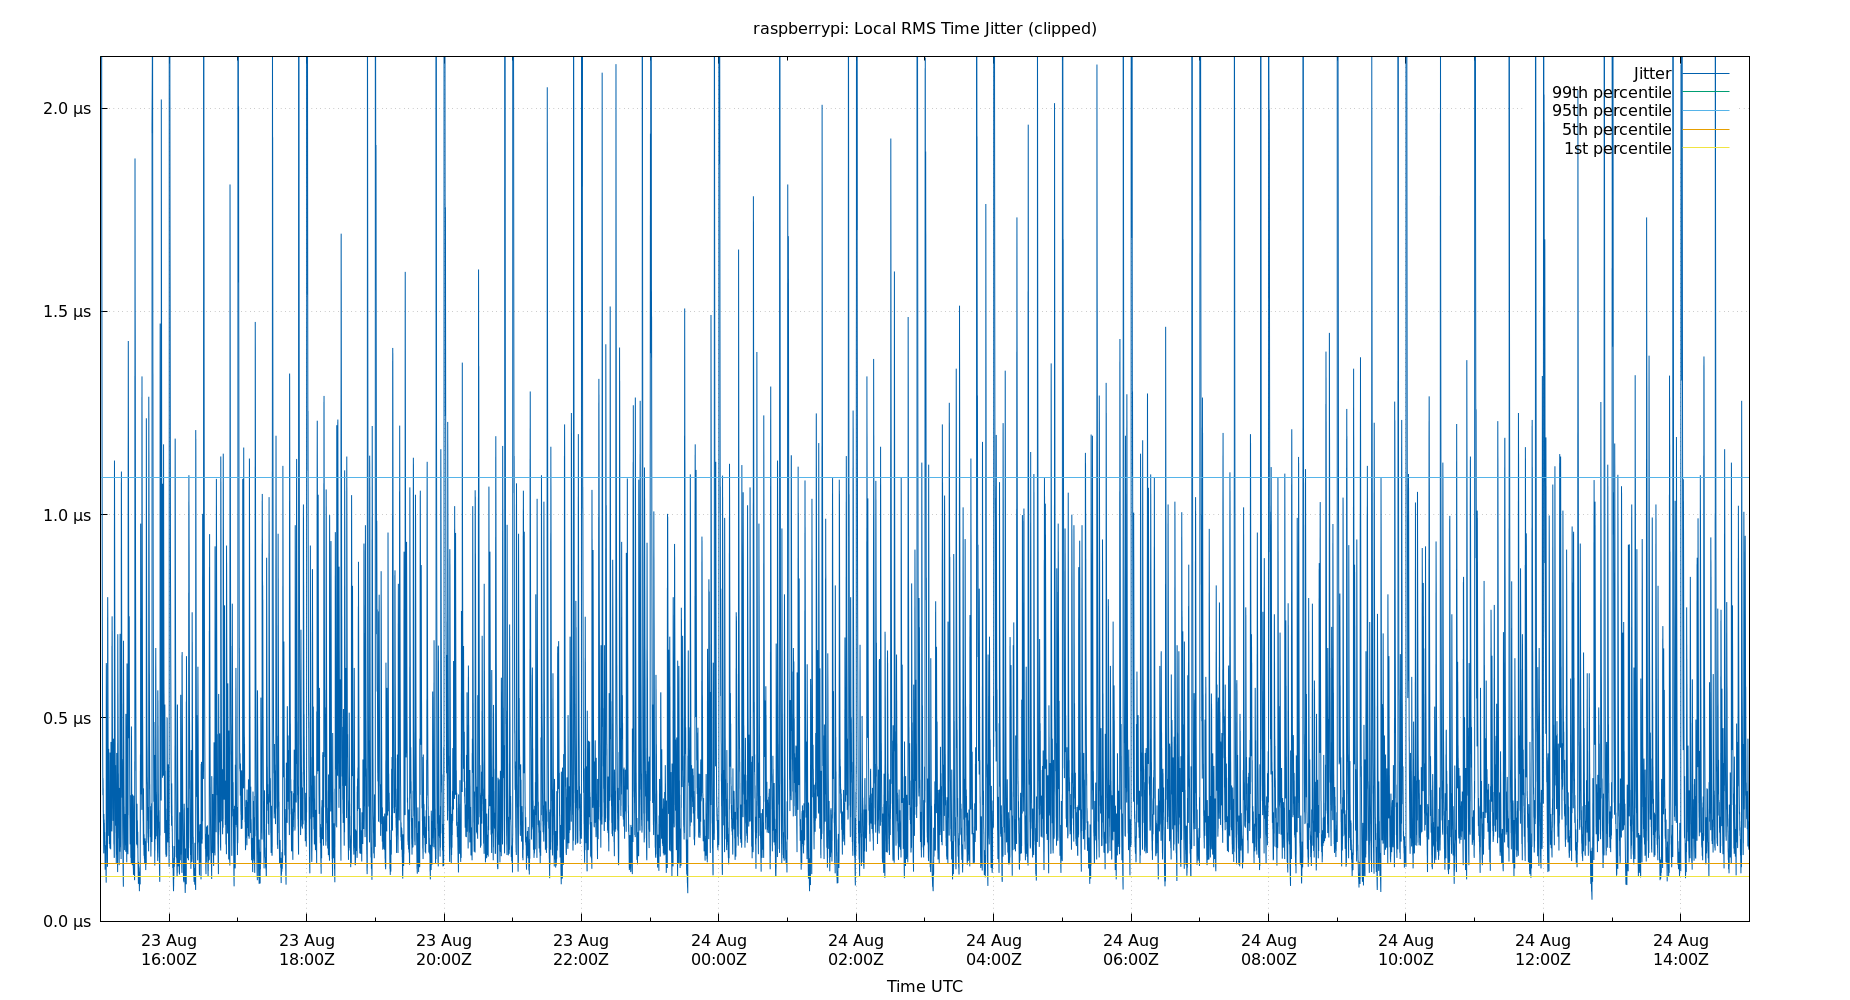 raspberrypi: Local RMS Time Jitter (clipped)
Jitter
99th percentile
95th percentile
5th percentile
1st percentile
2.0 µs
1.5 µs
1.0 µs
0.5 µs
0.0 µs
23 Aug 23 Aug 23 Aug 23 Aug 24 Aug 24 Aug 24 Aug 24 Aug 24 Aug 24 Aug 24 Aug 24 Aug
16:00Z 18:00Z 20:00Z 22:00Z 00:00Z 02:00Z 04:00Z 06:00Z 08:00Z 10:00Z 12:00Z 14:00Z
Time UTC